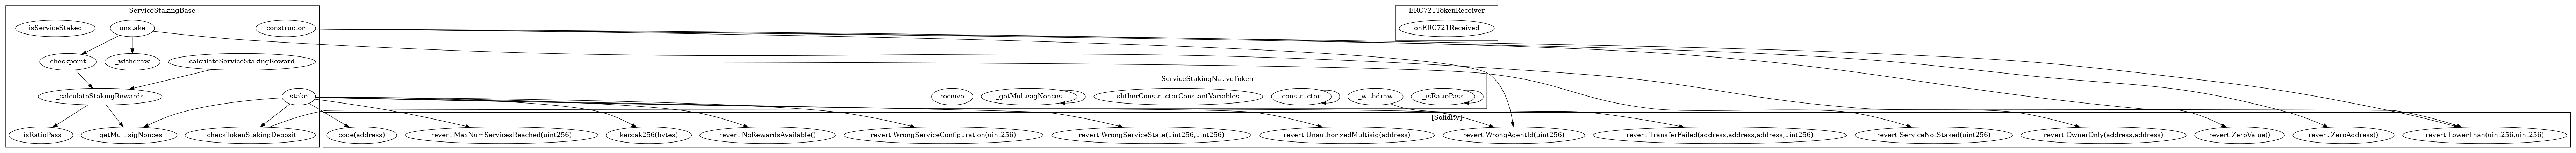 ServiceStakingBase
ERC721TokenReceiver
isServiceStaked
unstake
constructor
onERC721Received
checkpoint
_withdraw
calculateServiceStakingReward
ServiceStakingNativeToken
_calculateStakingRewards
stake
receive
_getMultisigNonces
slitherConstructorConstantVariables
constructor
_withdraw
_isRatioPass
[Solidity]
_isRatioPass
_getMultisigNonces
_checkTokenStakingDeposit
code(address)
revert MaxNumServicesReached(uint256)
keccak256(bytes)
revert NoRewardsAvailable()
revert WrongServiceConfiguration(uint256)
revert WrongServiceState(uint256,uint256)
revert UnauthorizedMultisig(address)
revert WrongAgentId(uint256)
revert TransferFailed(address,address,address,uint256)
revert ServiceNotStaked(uint256)
revert OwnerOnly(address,address)
revert ZeroValue()
revert ZeroAddress()
revert LowerThan(uint256,uint256)